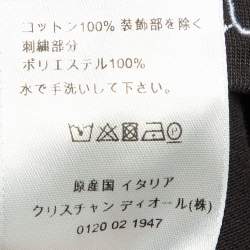 コットン100% 装飾部を除く
刺繍部分
ポリエステル100%
水で手洗いして下さい。
原産国 イタリア
クリスチャン ディオール(株)
0120 02 1947